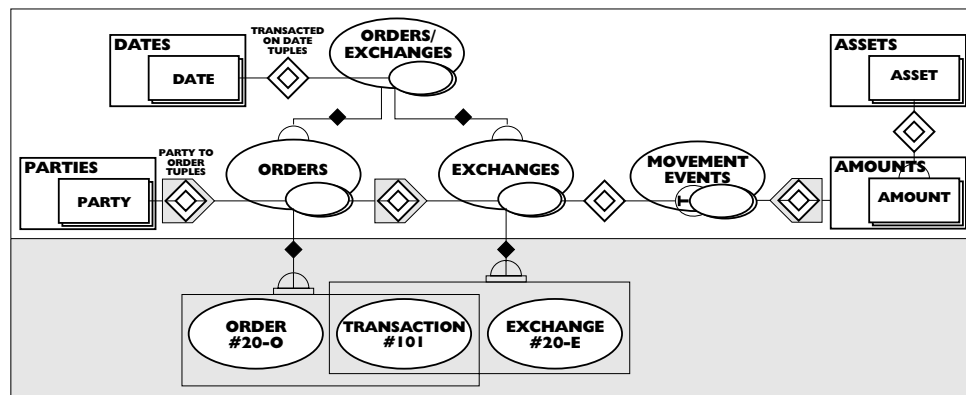 DATES
DATE
TRANSACTED
ON DATE
TUPLES
ORDERS/
EXCHANGES
ASSETS
ASSET
PARTIES
PARTY
PARTY TO
ORDER
TUPLES
ORDERS
EXCHANGES
MOVEMENT
EVENTS
T
AMOUNTS
AMOUNT
ORDER
#20-O
TRANSACTION
#101
EXCHANGE
#20-E